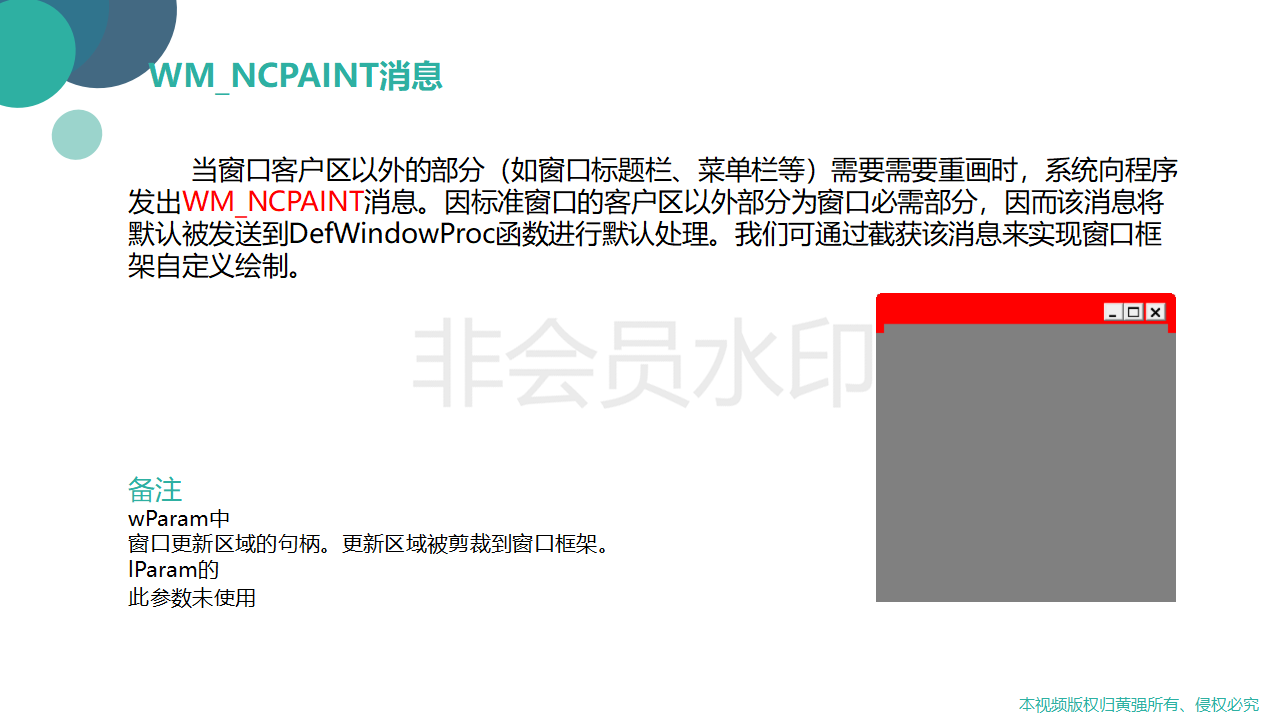 WM_NCPAINT消息
当窗口客户区以外的部分（如窗口标题栏、菜单栏等）需要需要重画时，系统向程序
发出WM_NCPAINT消息。因标准窗口的客户区以外部分为窗口必需部分，因而该消息将
默认被发送到DefWindowProc函数进行默认处理。我们可通过截获该消息来实现窗口框
架自定义绘制。
非会员水印
备注
wParam中
窗口更新区域的句柄。更新区域被剪裁到窗口框架。
lParam的
此参数未使用
本视频版权归黄强所有、侵权必究